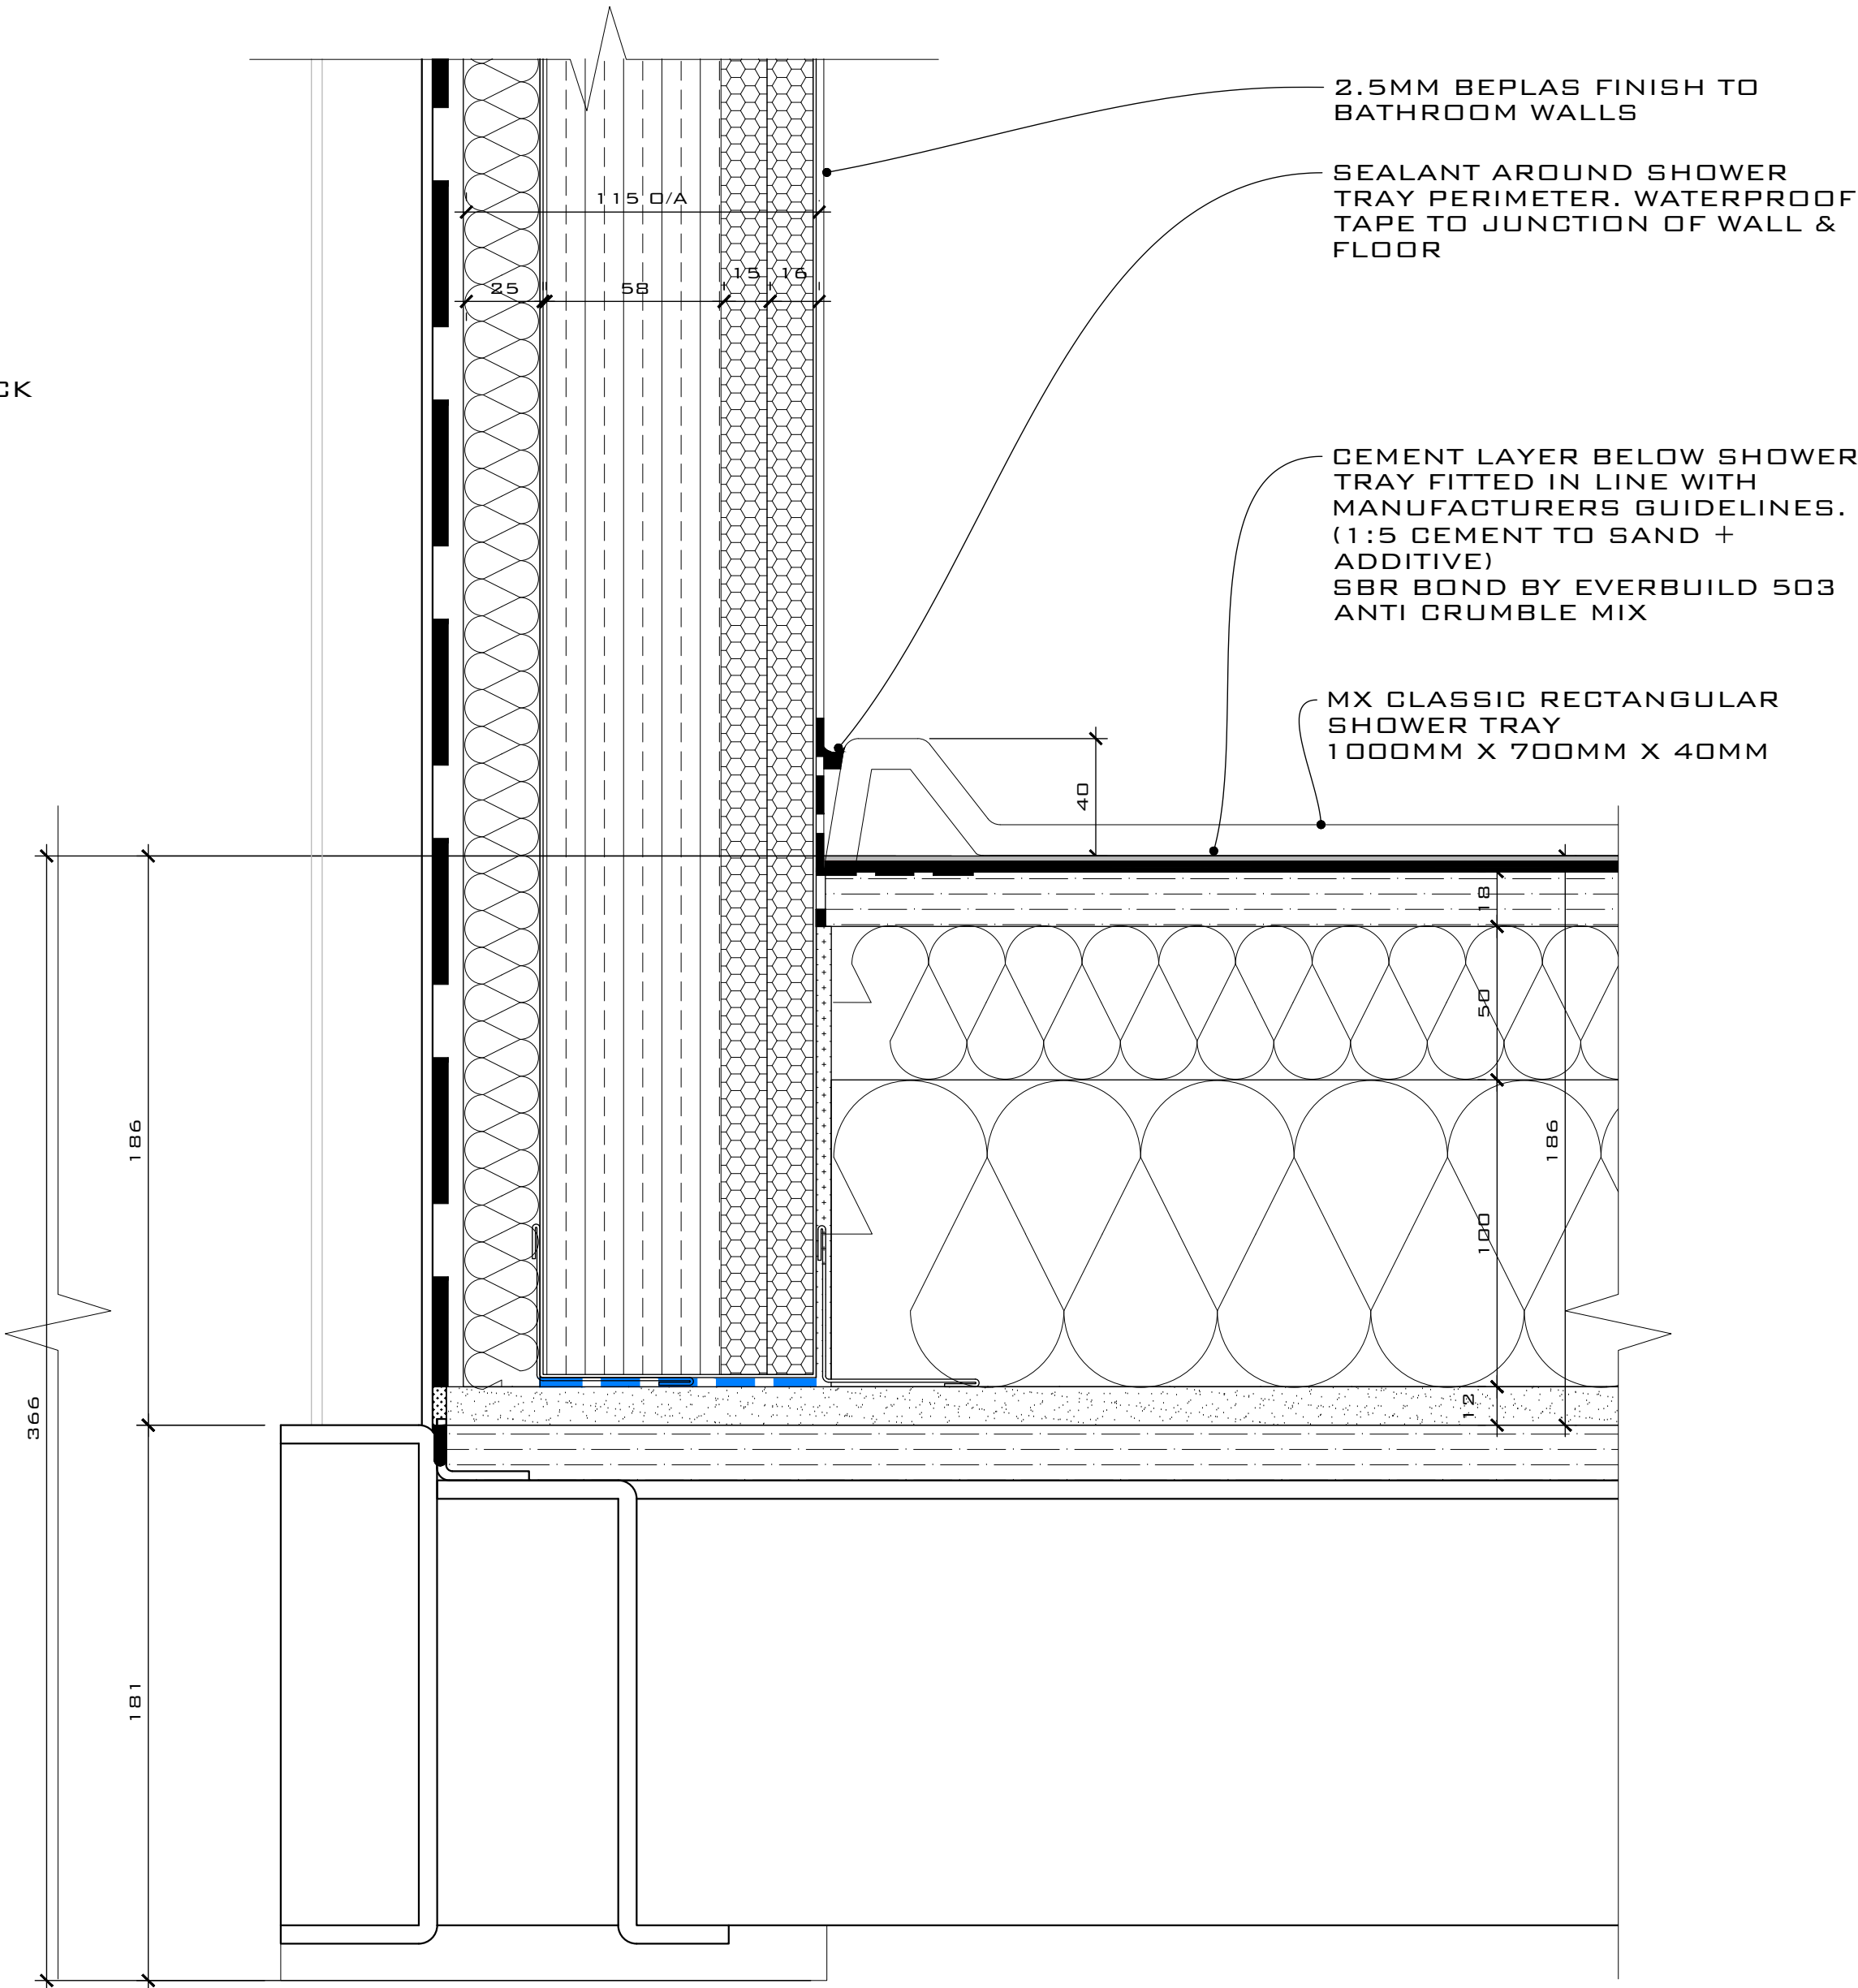 2.5MM BEPLAS FINISH TO
BATHROOM WALLS
SEALANT AROUND SHOWER
TRAY PERIMETER. WATERPROOF
TAPE TO JUNCTION OF WALL &
FLOOR
115 O/A
25
58
15
16
CK
CEMENT LAYER BELOW SHOWER
TRAY FITTED IN LINE WITH
MANUFACTURERS GUIDELINES.
(1:5 CEMENT TO SAND +
ADDITIVE)
SBR BOND BY EVERBUILD 503
ANTI CRUMBLE MIX
MX CLASSIC RECTANGULAR
SHOWER TRAY
1000MM X 700MM X 40MM
40
18
50
186
186
100
12
366
181